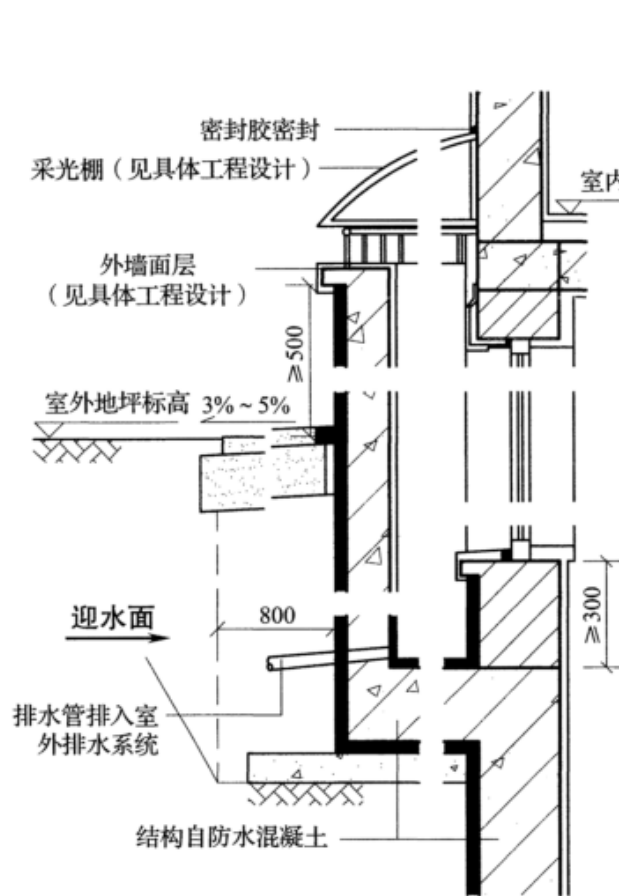 密封胶密封
采光棚（见具体工程设计）
室内
外墙面层
（见具体工程设计）
≥500
室外地坪标高 3%~5%
≥300
迎水面
800
排水管排入室
外排水系统
结构自防水混凝土